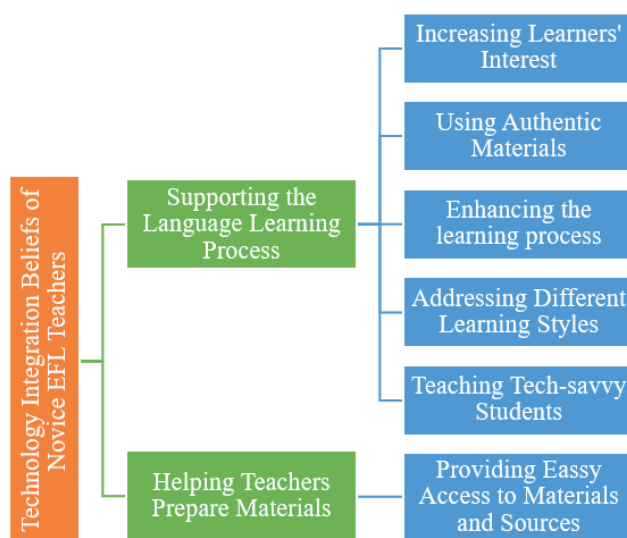 Technology Integration Beliefs of
Novice EFL Teachers
Supporting the
Language Learning
Process
Increasing Learners'
Interest
Using Authentic
Materials
Enhancing the
learning process
Addressing Different
Learning Styles
Teaching Tech-savvy
Students
Helping Teachers
Prepare Materials
Providing Eassy
Access to Materials
and Sources